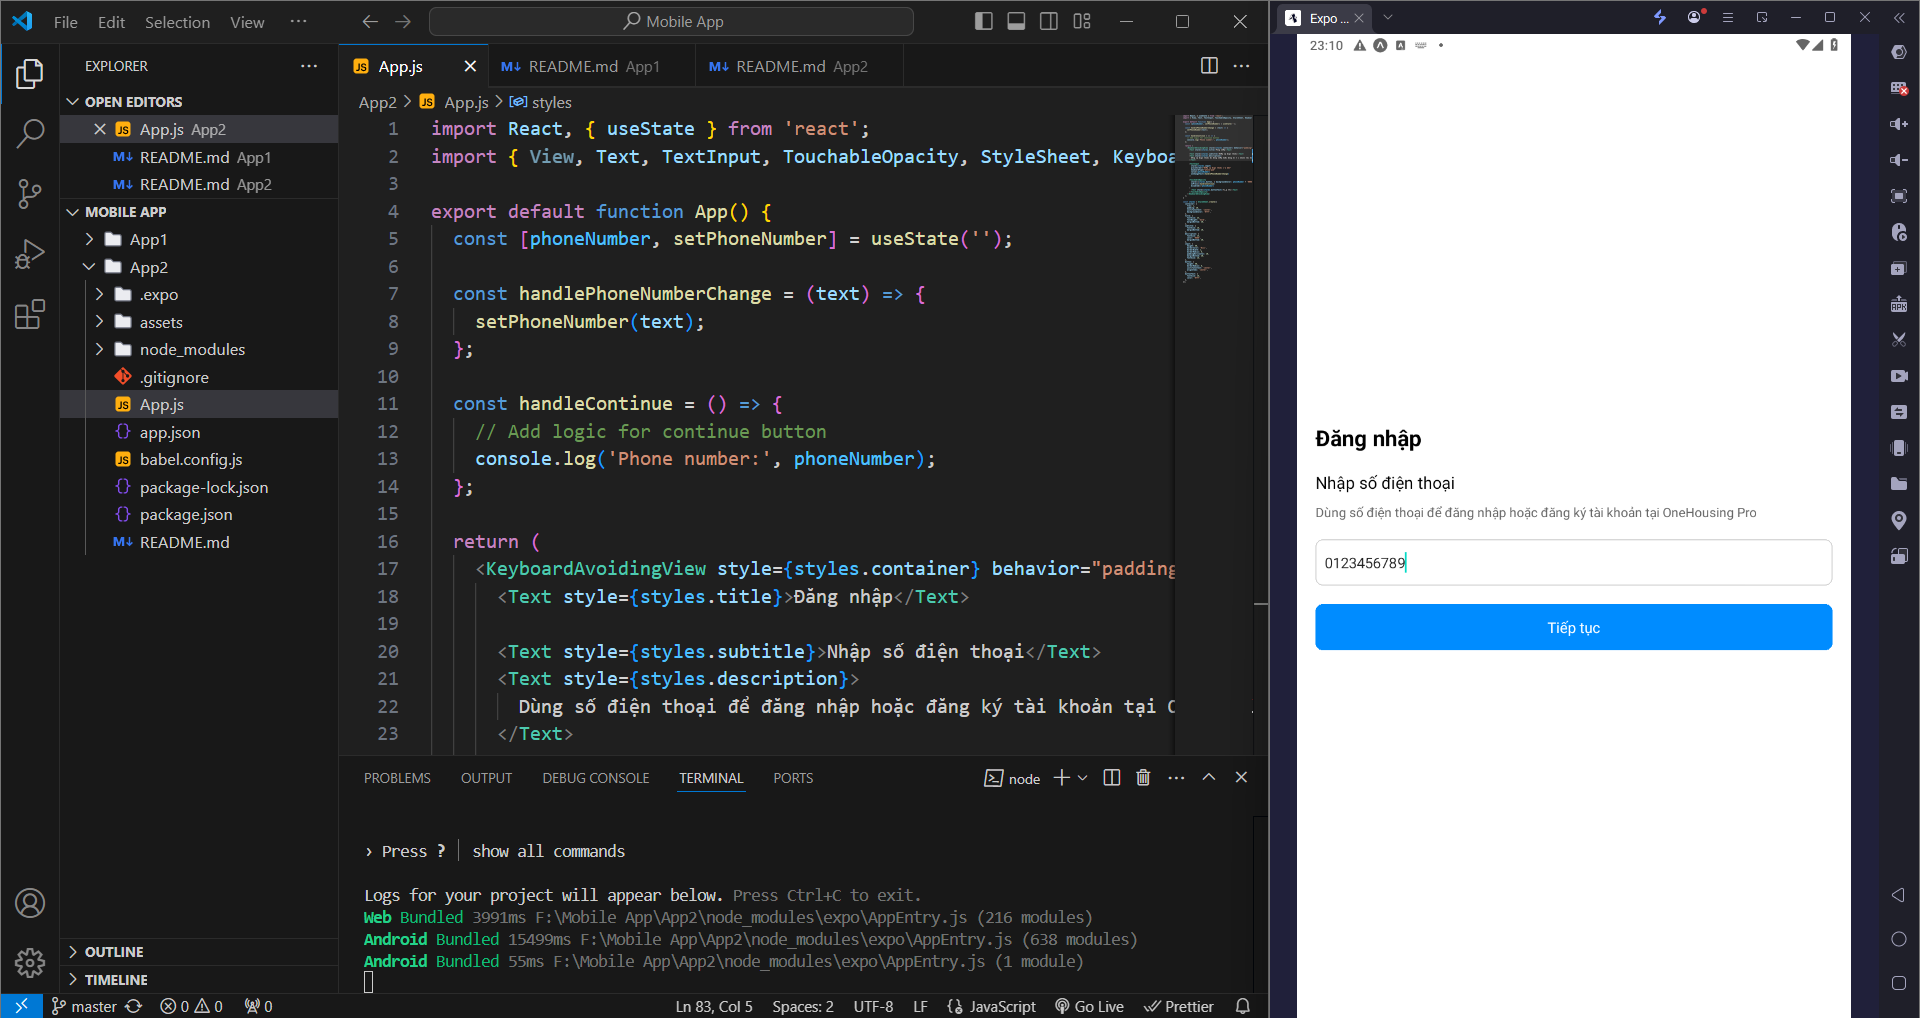 File Edit Selection View ··· Mobile App
EXPLORER
OPEN EDITORS
JS App.js App2
M↓ README.md App1
M↓ README.md App2
MOBILE APP
App1
App2
.expo
assets
node_modules
.gitignore
JS App.js
{} app.json
JS babel.config.js
{} package-lock.json
{} package.json
M↓ README.md
OUTLINE
TIMELINE
JS App.js M↓ README.md App1 M↓ README.md App2
App2 > JS App.js > styles
1 import React, { useState } from 'react';
2 import { View, Text, TextInput, TouchableOpacity, StyleSheet, Keyboa
3
4 export default function App() {
5 const [phoneNumber, setPhoneNumber] = useState('');
6
7 const handlePhoneNumberChange = (text) => {
8 setPhoneNumber(text);
9 };
10
11 const handleContinue = () => {
12 // Add logic for continue button
13 console.log('Phone number:', phoneNumber);
14 };
15
16 return (
17 <KeyboardAvoidingView style={styles.container} behavior="padding
18 <Text style={styles.title}>Đăng nhập</Text>
19
20 <Text style={styles.subtitle}>Nhập số điện thoại</Text>
21 <Text style={styles.description}>
22 Dùng số điện thoại để đăng nhập hoặc đăng ký tài khoản tại O
23 </Text>
PROBLEMS OUTPUT DEBUG CONSOLE TERMINAL PORTS node
› Press ? │ show all commands
Logs for your project will appear below. Press Ctrl+C to exit.
Web Bundled 3991ms F:\Mobile App\App2\node_modules\expo\AppEntry.js (216 modules)
Android Bundled 15499ms F:\Mobile App\App2\node_modules\expo\AppEntry.js (638 modules)
Android Bundled 55ms F:\Mobile App\App2\node_modules\expo\AppEntry.js (1 module)
master 0 0 0 Ln 83, Col 5 Spaces: 2 UTF-8 LF {} JavaScript Go Live Prettier
Expo ...
23:10
Đăng nhập
Nhập số điện thoại
Dùng số điện thoại để đăng nhập hoặc đăng ký tài khoản tại OneHousing Pro
0123456789
Tiếp tục
APK